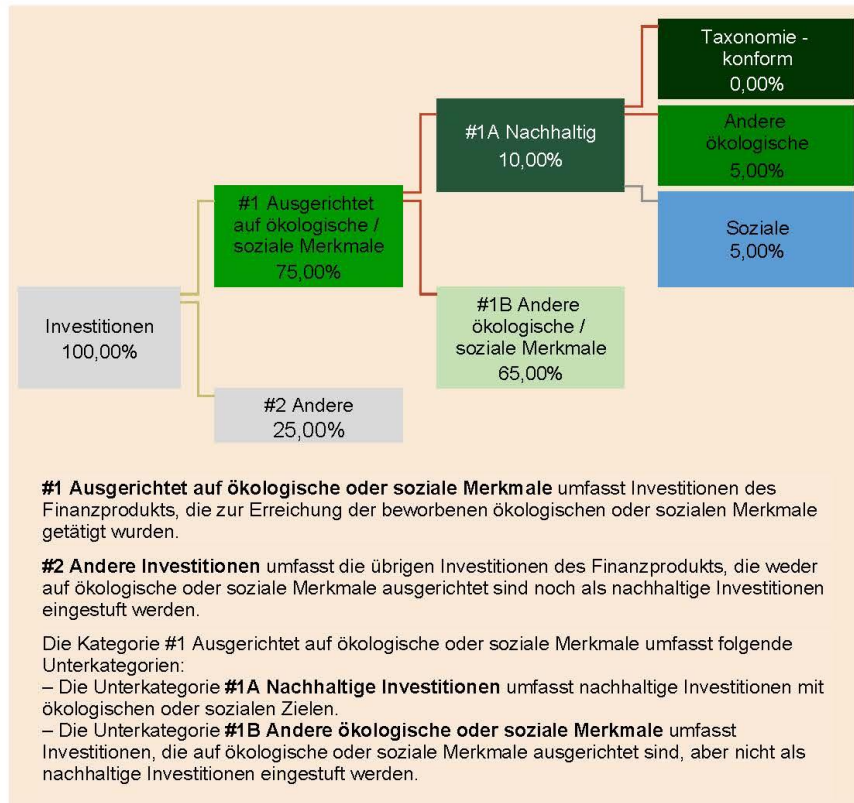 Investitionen
100,00%
#1 Ausgerichtet
auf ökologische /
soziale Merkmale
75,00%
#2 Andere
25,00%
#1A Nachhaltig
10,00%
#1B Andere
ökologische /
soziale Merkmale
65,00%
Taxonomie -
konform
0,00%
Andere
ökologische
5,00%
Soziale
5,00%
#1 Ausgerichtet auf ökologische oder soziale Merkmale umfasst Investitionen des
Finanzprodukts, die zur Erreichung der beworbenen ökologischen oder sozialen Merkmale
getätigt wurden.
#2 Andere Investitionen umfasst die übrigen Investitionen des Finanzprodukts, die weder
auf ökologische oder soziale Merkmale ausgerichtet sind noch als nachhaltige Investitionen
eingestuft werden.
Die Kategorie #1 Ausgerichtet auf ökologische oder soziale Merkmale umfasst folgende
Unterkategorien:
– Die Unterkategorie #1A Nachhaltige Investitionen umfasst nachhaltige Investitionen mit
ökologischen oder sozialen Zielen.
– Die Unterkategorie #1B Andere ökologische oder soziale Merkmale umfasst
Investitionen, die auf ökologische oder soziale Merkmale ausgerichtet sind, aber nicht als
nachhaltige Investitionen eingestuft werden.